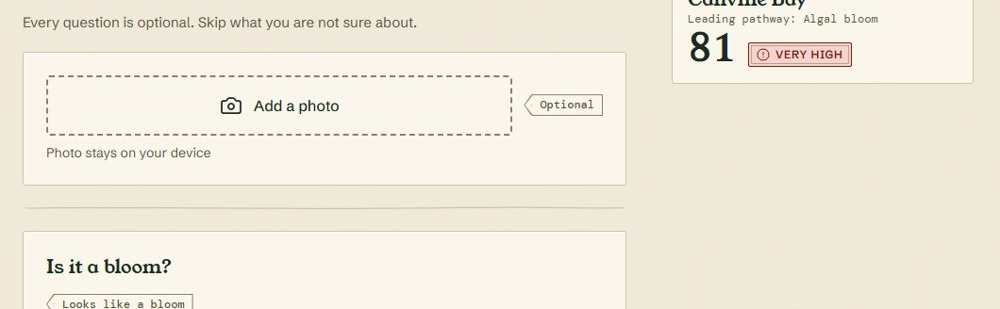 Every question is optional. Skip what you are not sure about.
Add a photo
Optional
Photo stays on your device
Is it a bloom?
Looks like a bloom
Bay
Leading pathway: Algal bloom
81
VERY HIGH